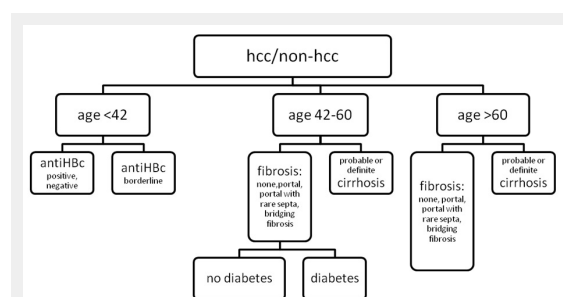 hcc/non-hcc
age <42
age 42-60
age >60
antiHBc
positive,
negative
antiHBc
borderline
fibrosis:
none,portal,
portal with
rare septa,
bridging
fibrosis
probable or
definite
cirrhosis
fibrosis:
none, portal,
portal with
rare septa,
bridging
fibrosis
probable or
definite
cirrhosis
no diabetes
diabetes